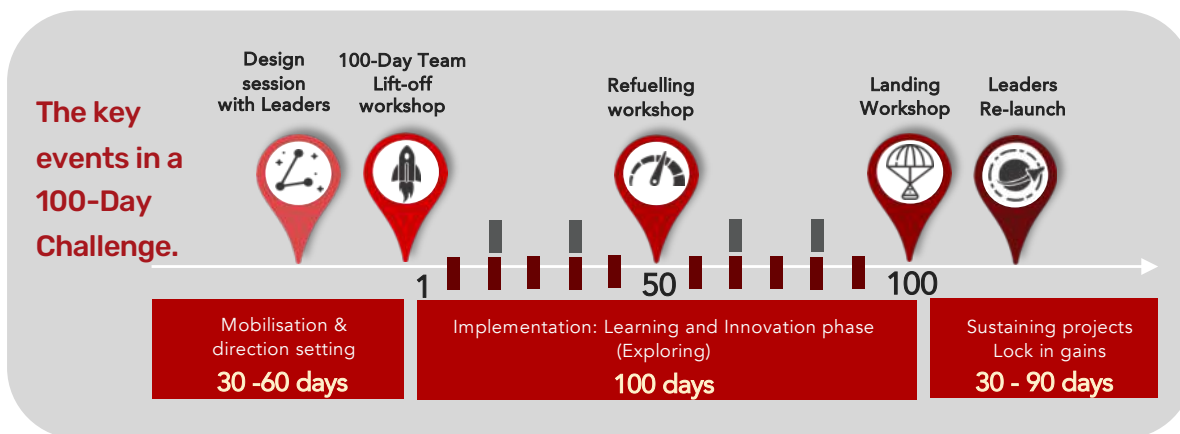 The key
events in a
100-Day
Challenge.
Design
session
with Leaders
100-Day Team
Lift-off
workshop
Refuelling
workshop
Landing
Workshop
Leaders
Re-launch
1
50
100
Mobilisation &
direction setting
30 -60 days
Implementation: Learning and Innovation phase
(Exploring)
100 days
Sustaining projects
Lock in gains
30 - 90 days